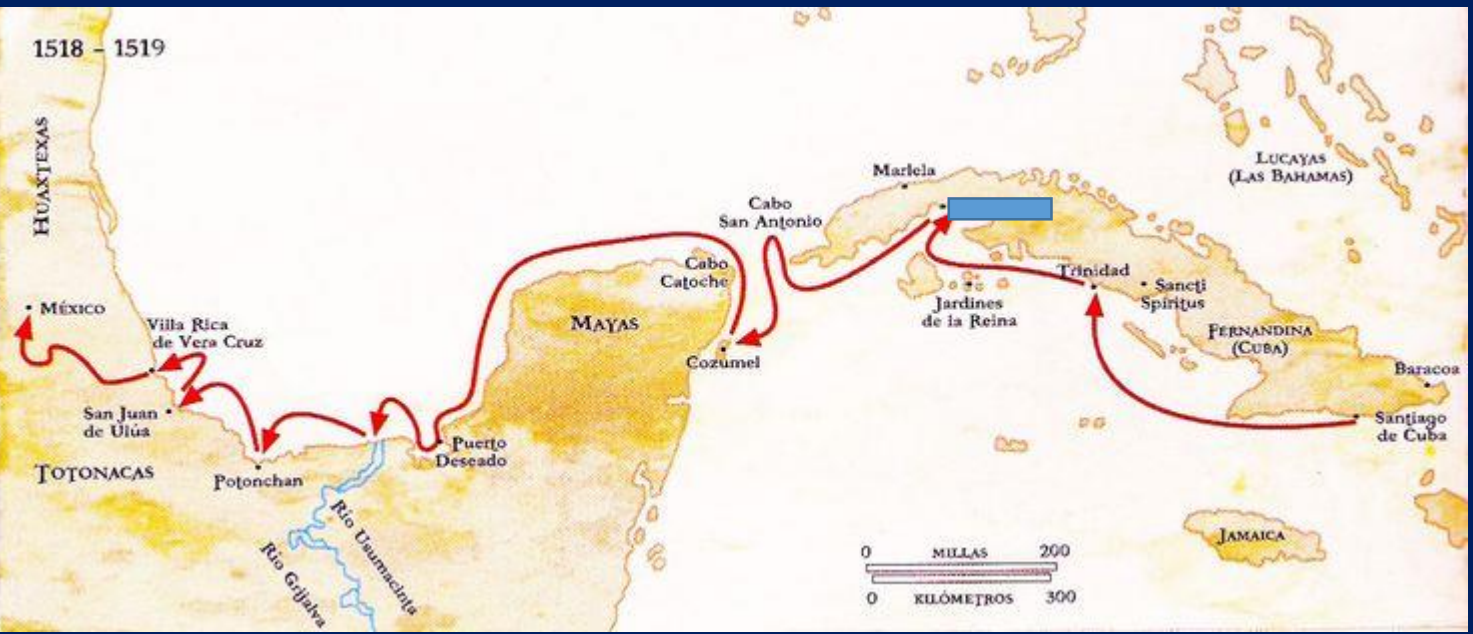 1518 – 1519
HUAXTEXAS
LUCAYAS
(LAS BAHAMAS)
Marlela
Cabo
San Antonio
Cabo
Catoche
Trinidad
Sancti
Spiritus
Jardines
de la Reina
MÉXICO
Villa Rica
de Vera Cruz
MAYAS
FERNANDINA
(CUBA)
Cozumel
Baracoa
San Juan
de Ulúa
Santiago
de Cuba
Puerto
Deseado
TOTONACAS
Potonchan
Río Usumacinta
Río Grijalva
JAMAICA
0 MILLAS 200
0 KILÓMETROS 300